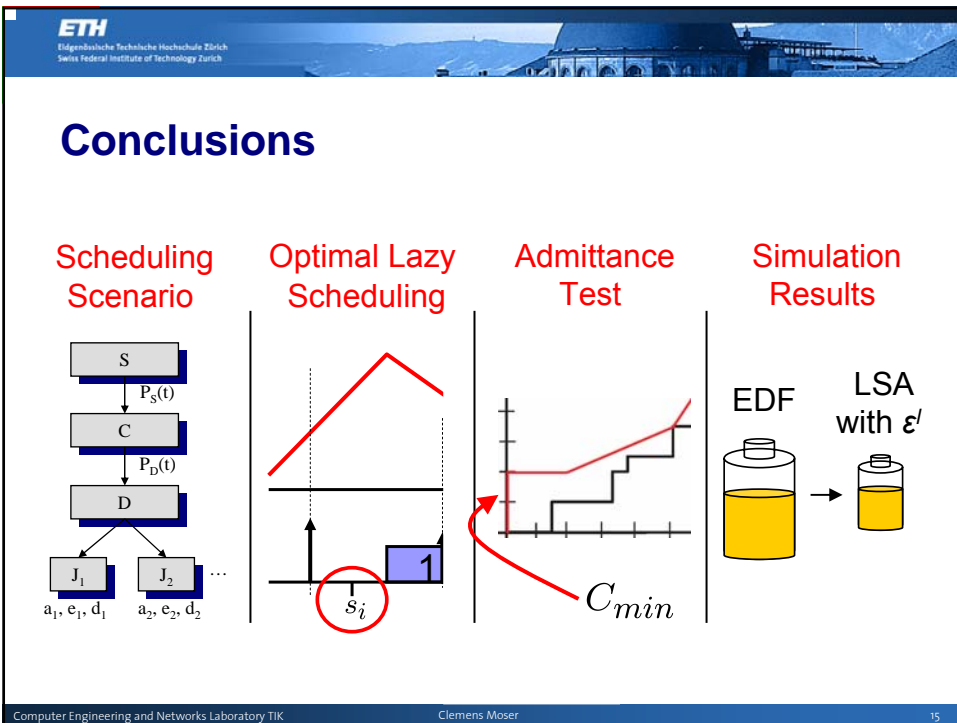 ETH
Eidgenössische Technische Hochschule Zürich
Swiss Federal Institute of Technology Zurich
Conclusions
Scheduling
Scenario
S
P_S(t)
C
P_D(t)
D
J_1
J_2
...
a_1, e_1, d_1
a_2, e_2, d_2
Optimal Lazy
Scheduling
1
s_i
Admittance
Test
C_min
Simulation
Results
EDF
LSA
with ε^l
Computer Engineering and Networks Laboratory TIK
Clemens Moser
15